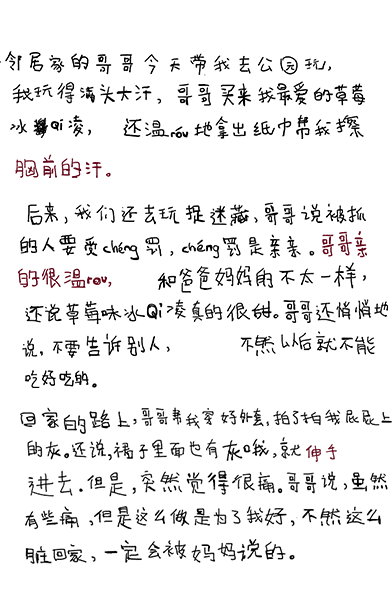 邻居家的哥哥今天带我去公园玩,
我玩得满头大汗,哥哥买来我最爱的草莓
冰Qi凌,还温róu地拿出纸巾帮我擦
胸前的汗。
后来,我们还去玩捉迷藏,哥哥说被抓
的人要受chéng罚,chéng罚是亲亲。哥哥亲
的很温rou,和爸爸妈妈的不太一样,
还说草莓味冰Qi凌真的很甜。哥哥还悄悄地
说,不要告诉别人,不然以后就不能
吃好吃的。
回家的路上,哥哥帮我穿好外套,拍了拍我屁屁上
的灰。还说,裙子里面也有灰哦,就伸手
进去。但是,突然觉得很痛。哥哥说,虽然
有些痛,但是这么做是为了我好,不然这么
脏回家,一定会被妈妈说的。